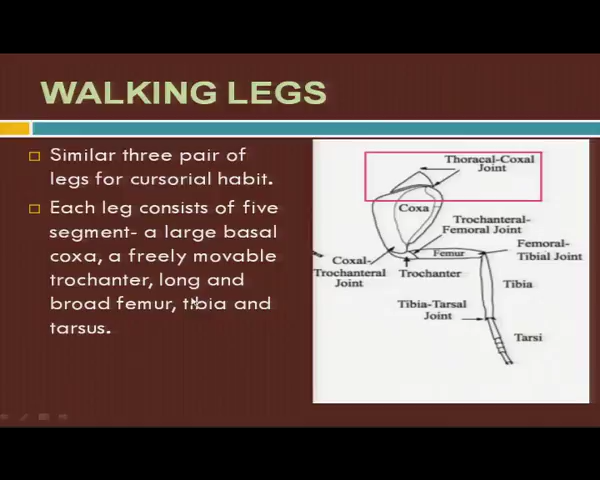 WALKING LEGS
Similar three pair of
legs for cursorial habit.
Each leg consists of five
segment- a large basal
coxa, a freely movable
trochanter, long and
broad femur, tibia and
tarsus.
Thoracal-Coxal
Joint
Coxa
Trochanteral-
Femoral Joint
Femoral-
Tibial Joint
Femur
Coxal-
Trochanteral
Joint
Trochanter
Tibia
Tibia-Tarsal
Joint
Tarsi